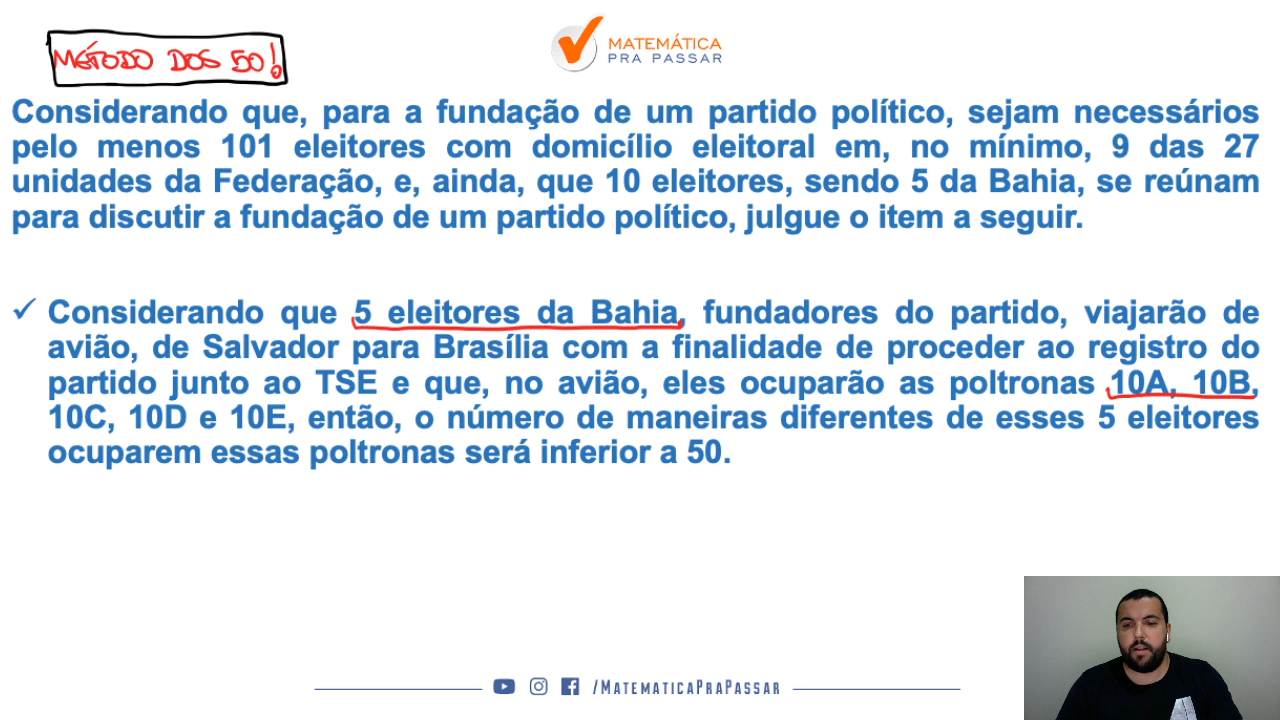 MÉTODO DOS 50!
MATEMÁTICA
PRA PASSAR
Considerando que, para a fundação de um partido político, sejam necessários
pelo menos 101 eleitores com domicílio eleitoral em, no mínimo, 9 das 27
unidades da Federação, e, ainda, que 10 eleitores, sendo 5 da Bahia, se reúnam
para discutir a fundação de um partido político, julgue o item a seguir.
✓ Considerando que 5 eleitores da Bahia, fundadores do partido, viajarão de
avião, de Salvador para Brasília com a finalidade de proceder ao registro do
partido junto ao TSE e que, no avião, eles ocuparão as poltronas 10A, 10B,
10C, 10D e 10E, então, o número de maneiras diferentes de esses 5 eleitores
ocuparem essas poltronas será inferior a 50.
/MATEMATICAPRAPASSAR